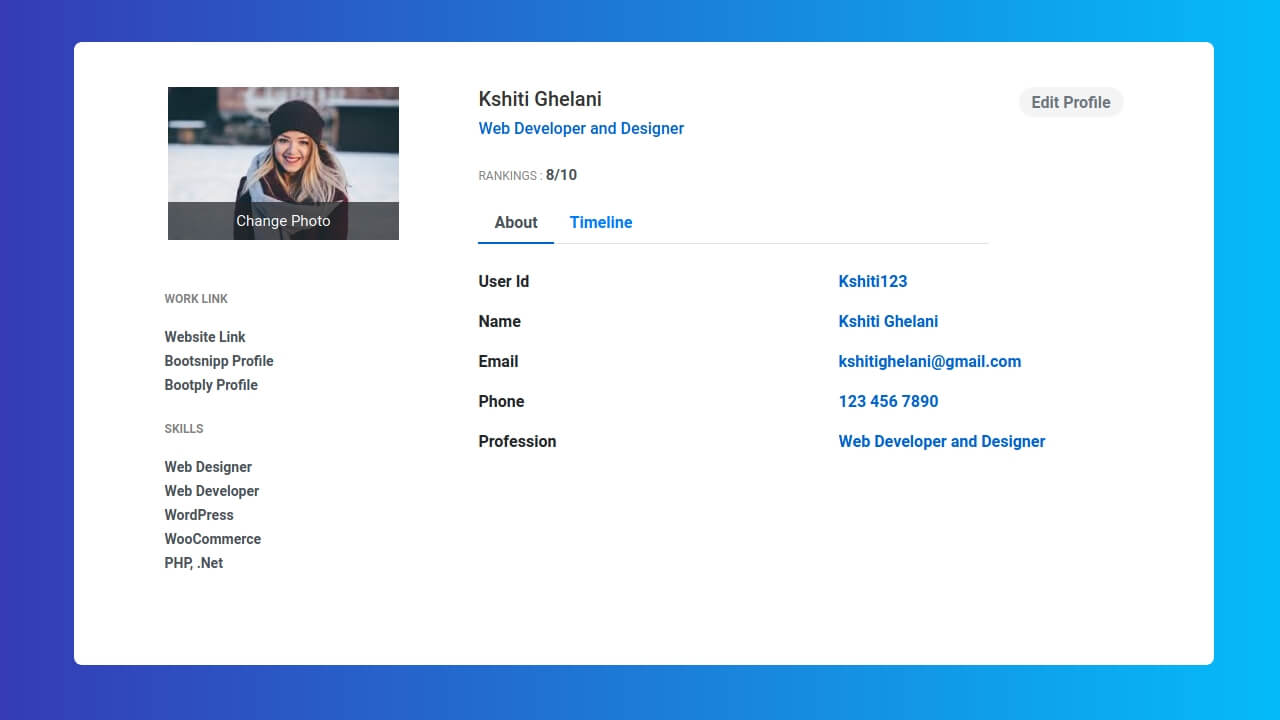 Kshiti Ghelani
Edit Profile
Web Developer and Designer
RANKINGS : 8/10
Change Photo
About Timeline
WORK LINK
Website Link
Bootsnipp Profile
Bootply Profile
SKILLS
Web Designer
Web Developer
WordPress
WooCommerce
PHP, .Net
User Id Kshiti123
Name Kshiti Ghelani
Email kshitighelani@gmail.com
Phone 123 456 7890
Profession Web Developer and Designer